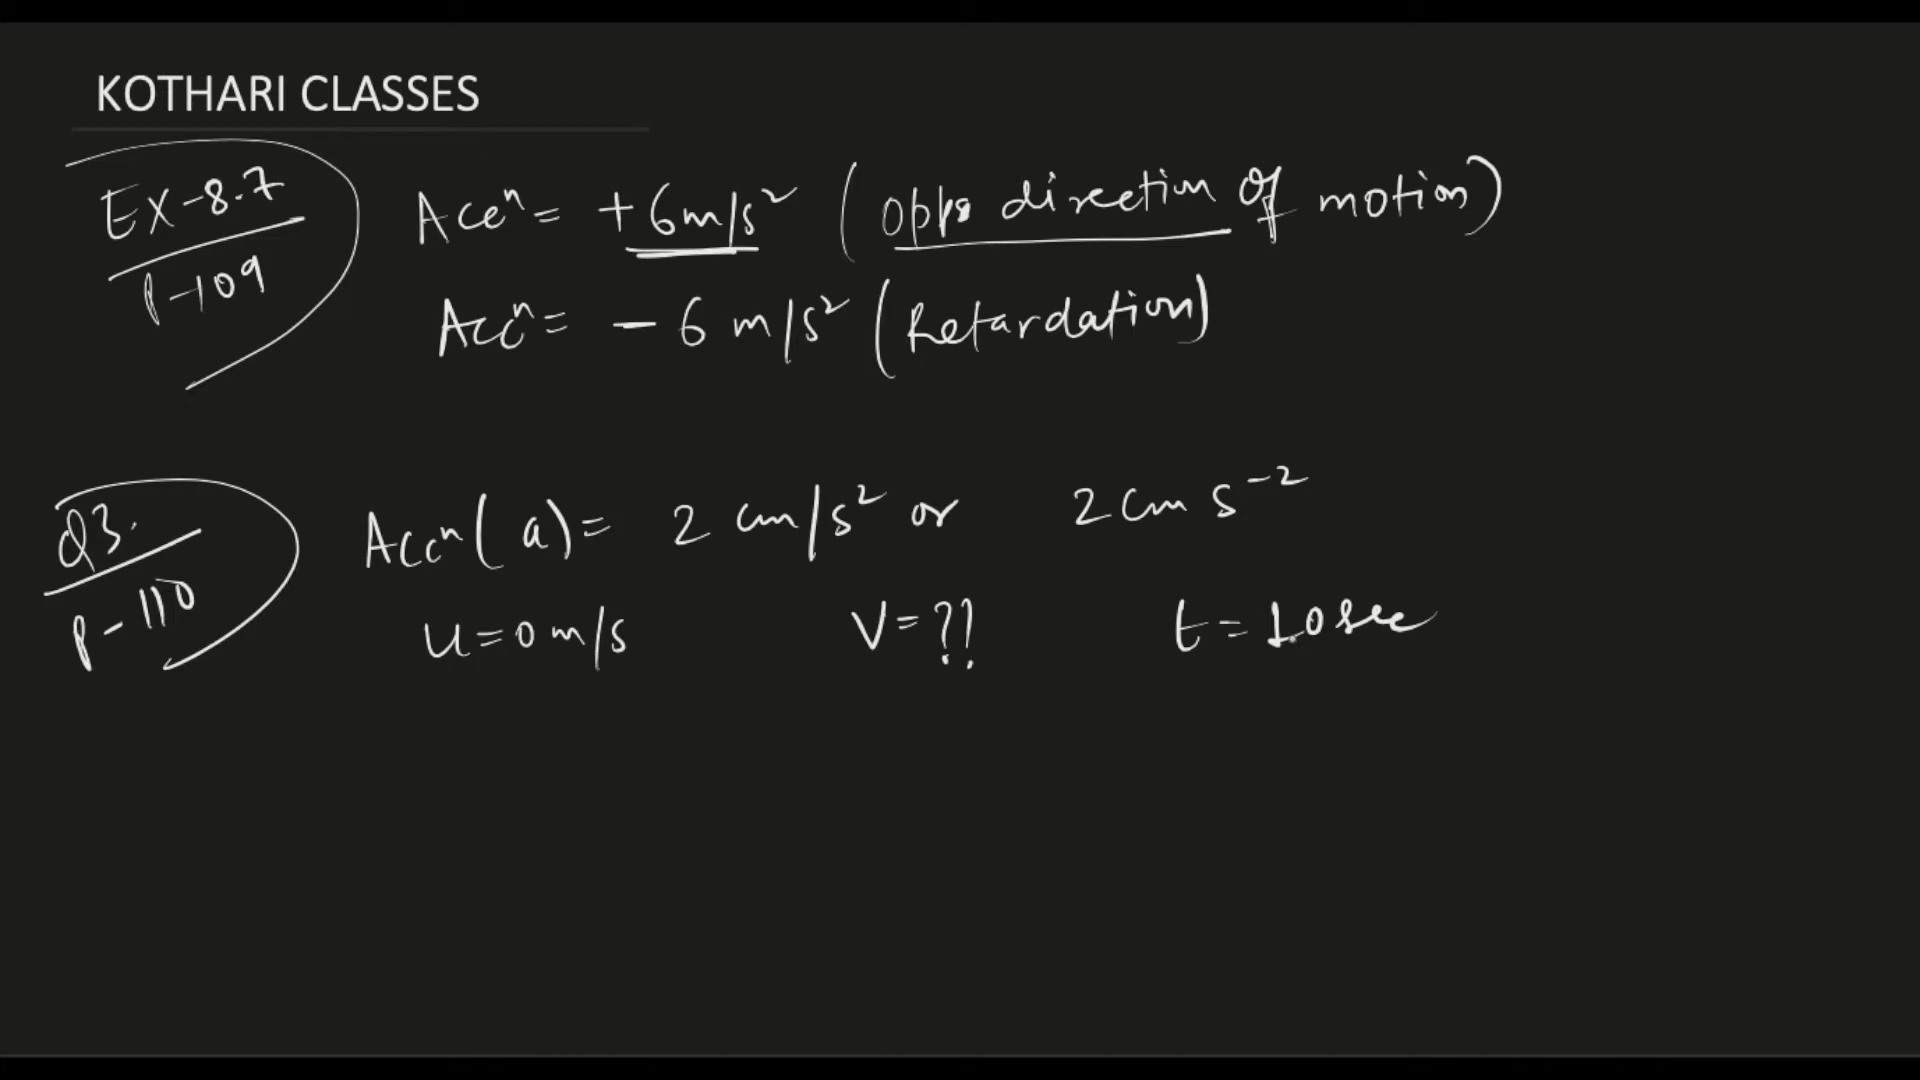 KOTHARI CLASSES
EX-8.7
P-109
Accⁿ = +6m/s² (opps direction of motion)
Accⁿ = - 6 m/s² (Retardation)
Q3.
P-110
Accⁿ(a) = 2 cm/s² or 2 cm s⁻²
u=0 m/s V=?? t=10 sec